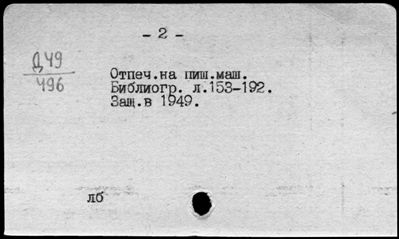 - 2 -
Д49
496
Отпеч.на пиш.маш.
Библиогр. л.153-192.
Защ.в 1949.
лб